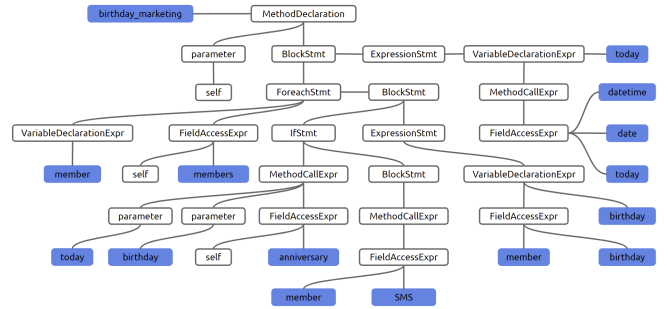 birthday_marketing MethodDeclaration
parameter BlockStmt ExpressionStmt VariableDeclarationExpr today
self ForeachStmt BlockStmt MethodCallExpr datetime
VariableDeclarationExpr FieldAccessExpr IfStmt ExpressionStmt FieldAccessExpr date
member self members MethodCallExpr BlockStmt VariableDeclarationExpr today
parameter parameter FieldAccessExpr MethodCallExpr FieldAccessExpr birthday
today birthday self anniversary FieldAccessExpr member birthday
member SMS